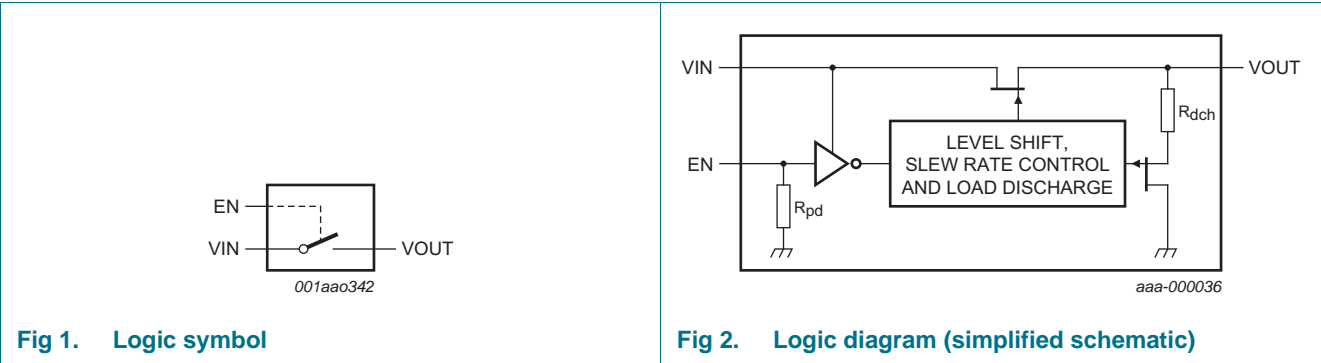 EN
VIN
VOUT
001aao342
Fig 1. Logic symbol
VIN
VOUT
Rdch
LEVEL SHIFT,
SLEW RATE CONTROL
AND LOAD DISCHARGE
EN
Rpd
aaa-000036
Fig 2. Logic diagram (simplified schematic)